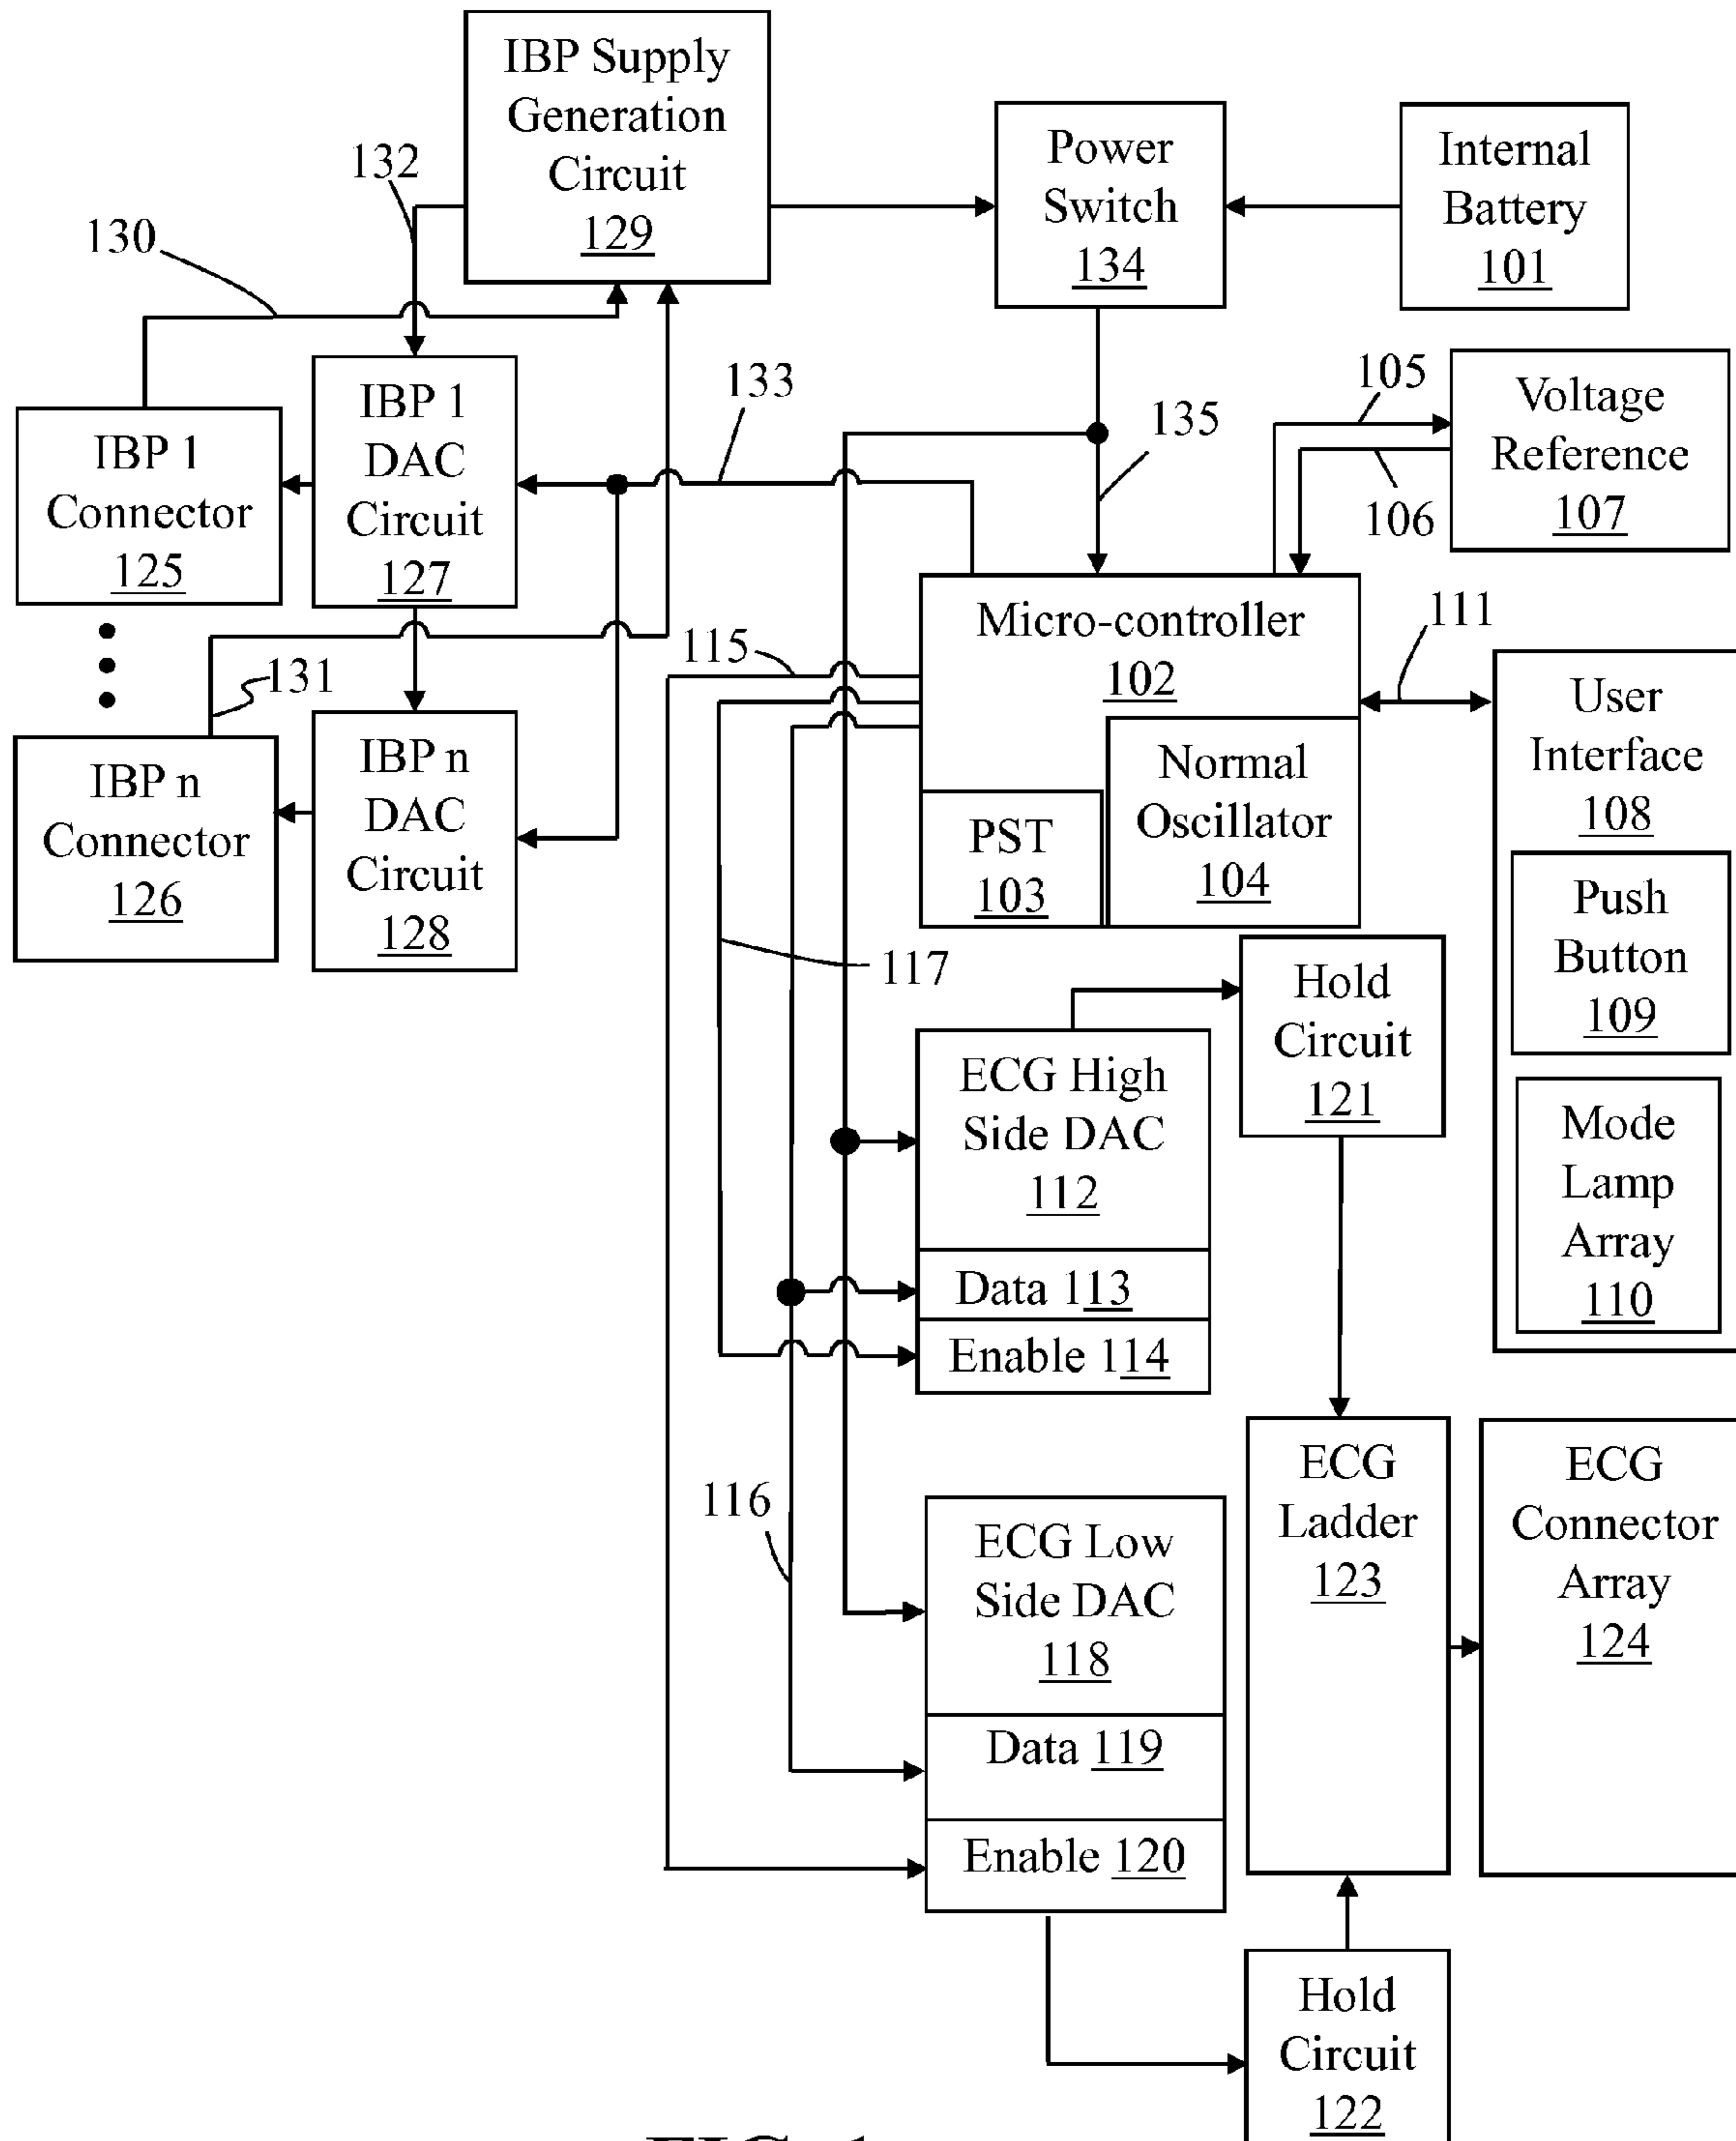 IBP Supply
Generation
Circuit
129
Power
Switch
134
Internal
Battery
101
132
130
IBP 1
DAC
Circuit
127
133
135
105
106
Voltage
Reference
107
IBP 1
Connector
125
Micro-controller
102
115
111
131
IBP n
Connector
126
IBP n
DAC
Circuit
128
PST
103
Normal
Oscillator
104
User
Interface
108
Push
Button
109
Mode
Lamp
Array
110
117
Hold
Circuit
121
ECG High
Side DAC
112
Data 113
Enable 114
116
ECG Low
Side DAC
118
Data 119
Enable 120
ECG
Ladder
123
ECG
Connector
Array
124
Hold
Circuit
122